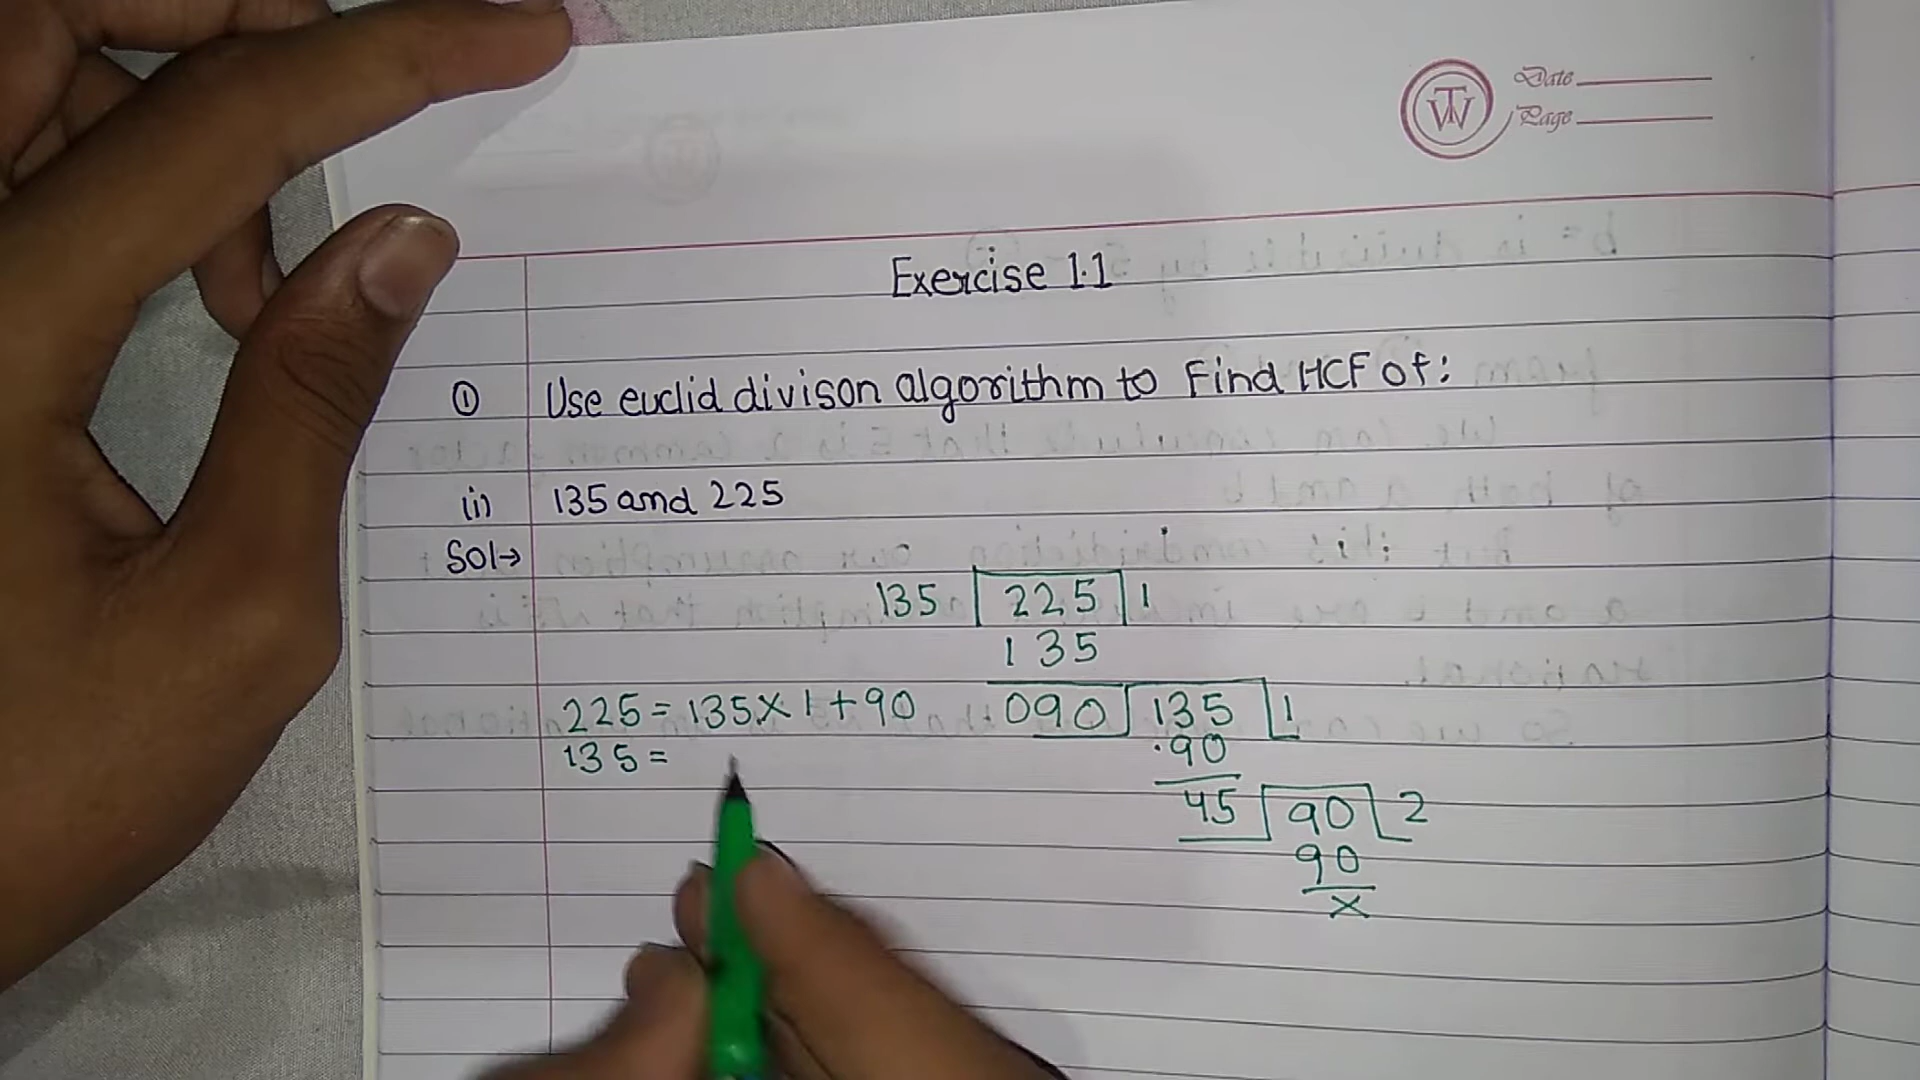 Date
Page
Exercise 1.1
① Use euclid divison algorithm to Find HCF of:
(i) 135 and 225
Sol→
135 225 1
135
225 = 135 × 1 + 90 090 135 1
135 = 90
45 90 2
90
×